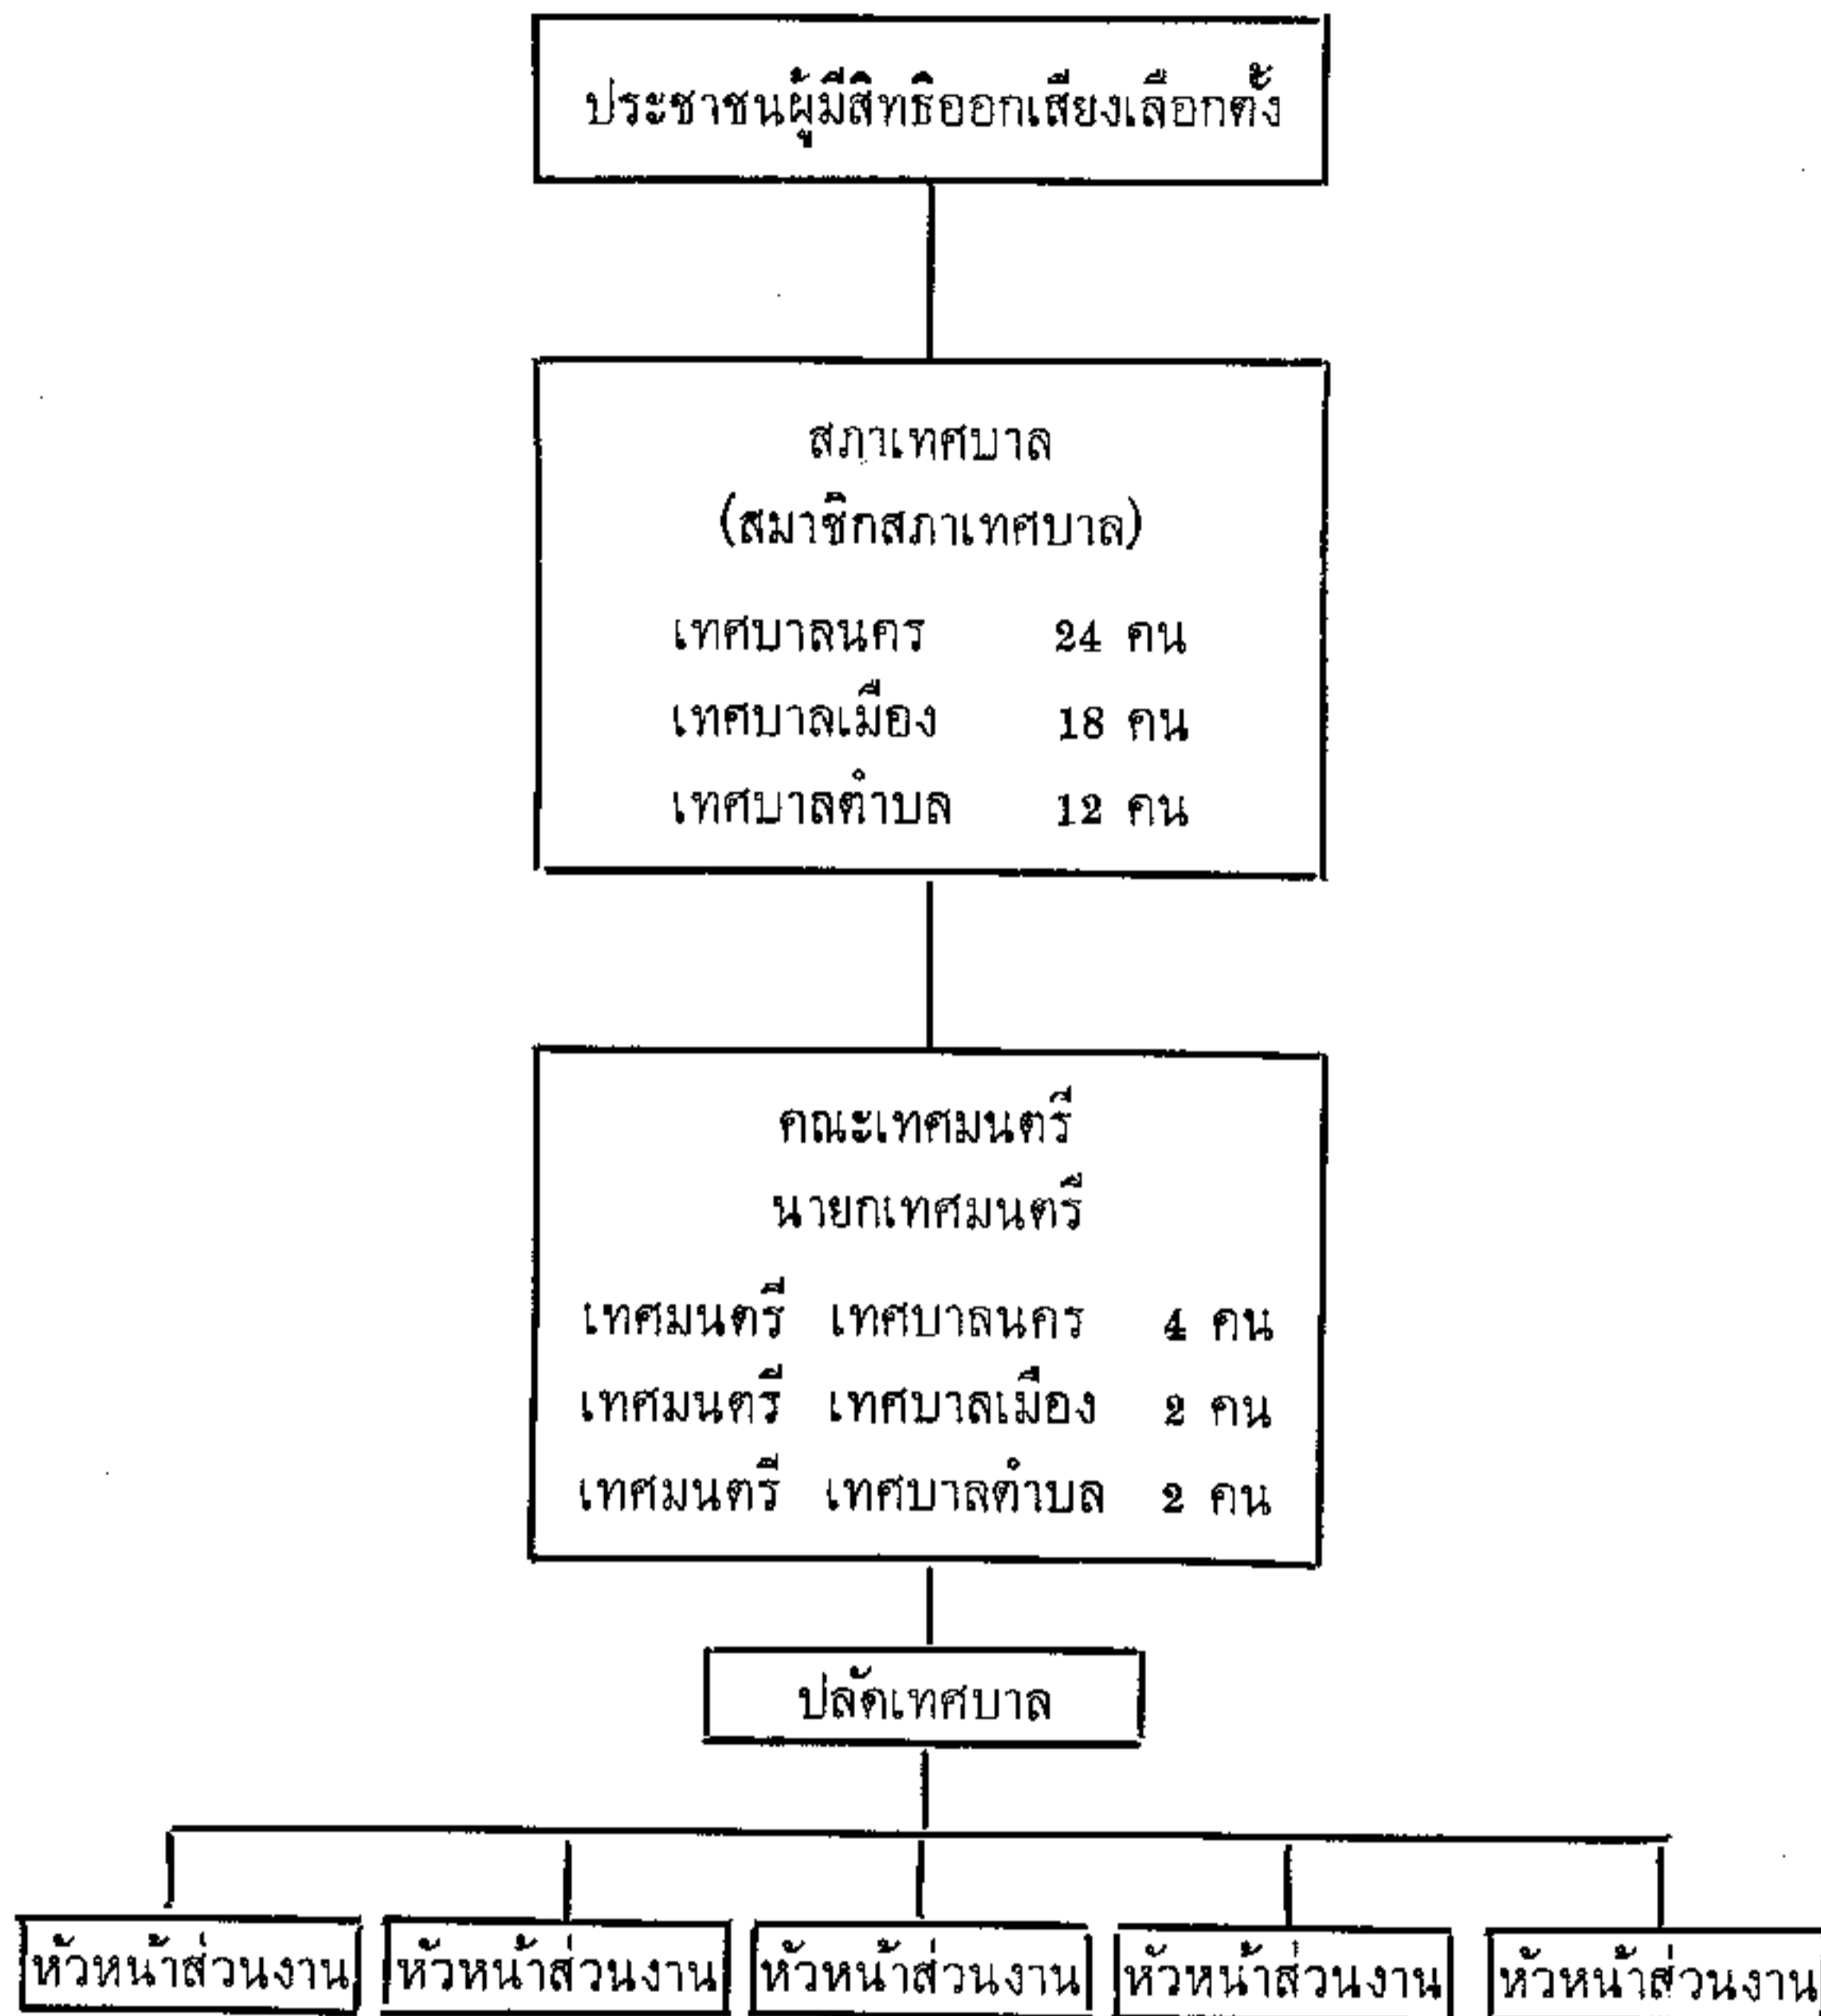 ประชาชนผู้มีสิทธิออกเสียงเลือกตั้ง
สภาเทศบาล
(สมาชิกสภาเทศบาล)
เทศบาลนคร 24 คน
เทศบาลเมือง 18 คน
เทศบาลตำบล 12 คน
คณะเทศมนตรี
นายกเทศมนตรี
เทศมนตรี เทศบาลนคร 4 คน
เทศมนตรี เทศบาลเมือง 2 คน
เทศมนตรี เทศบาลตำบล 2 คน
ปลัดเทศบาล
หัวหน้าส่วนงาน หัวหน้าส่วนงาน หัวหน้าส่วนงาน หัวหน้าส่วนงาน หัวหน้าส่วนงาน